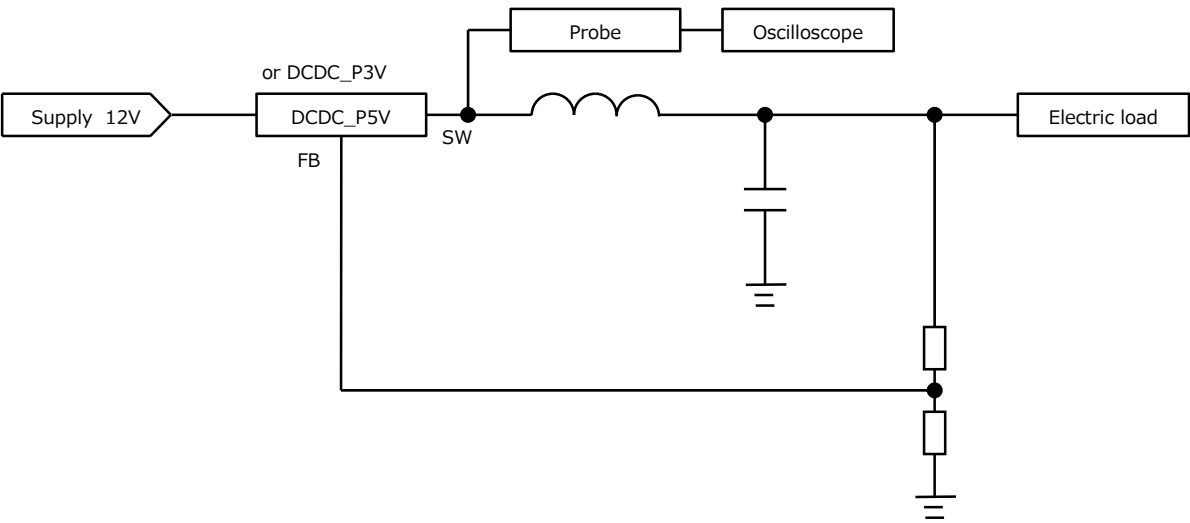 Probe
Oscilloscope
or DCDC_P3V
Supply 12V
DCDC_P5V
SW
Electric load
FB